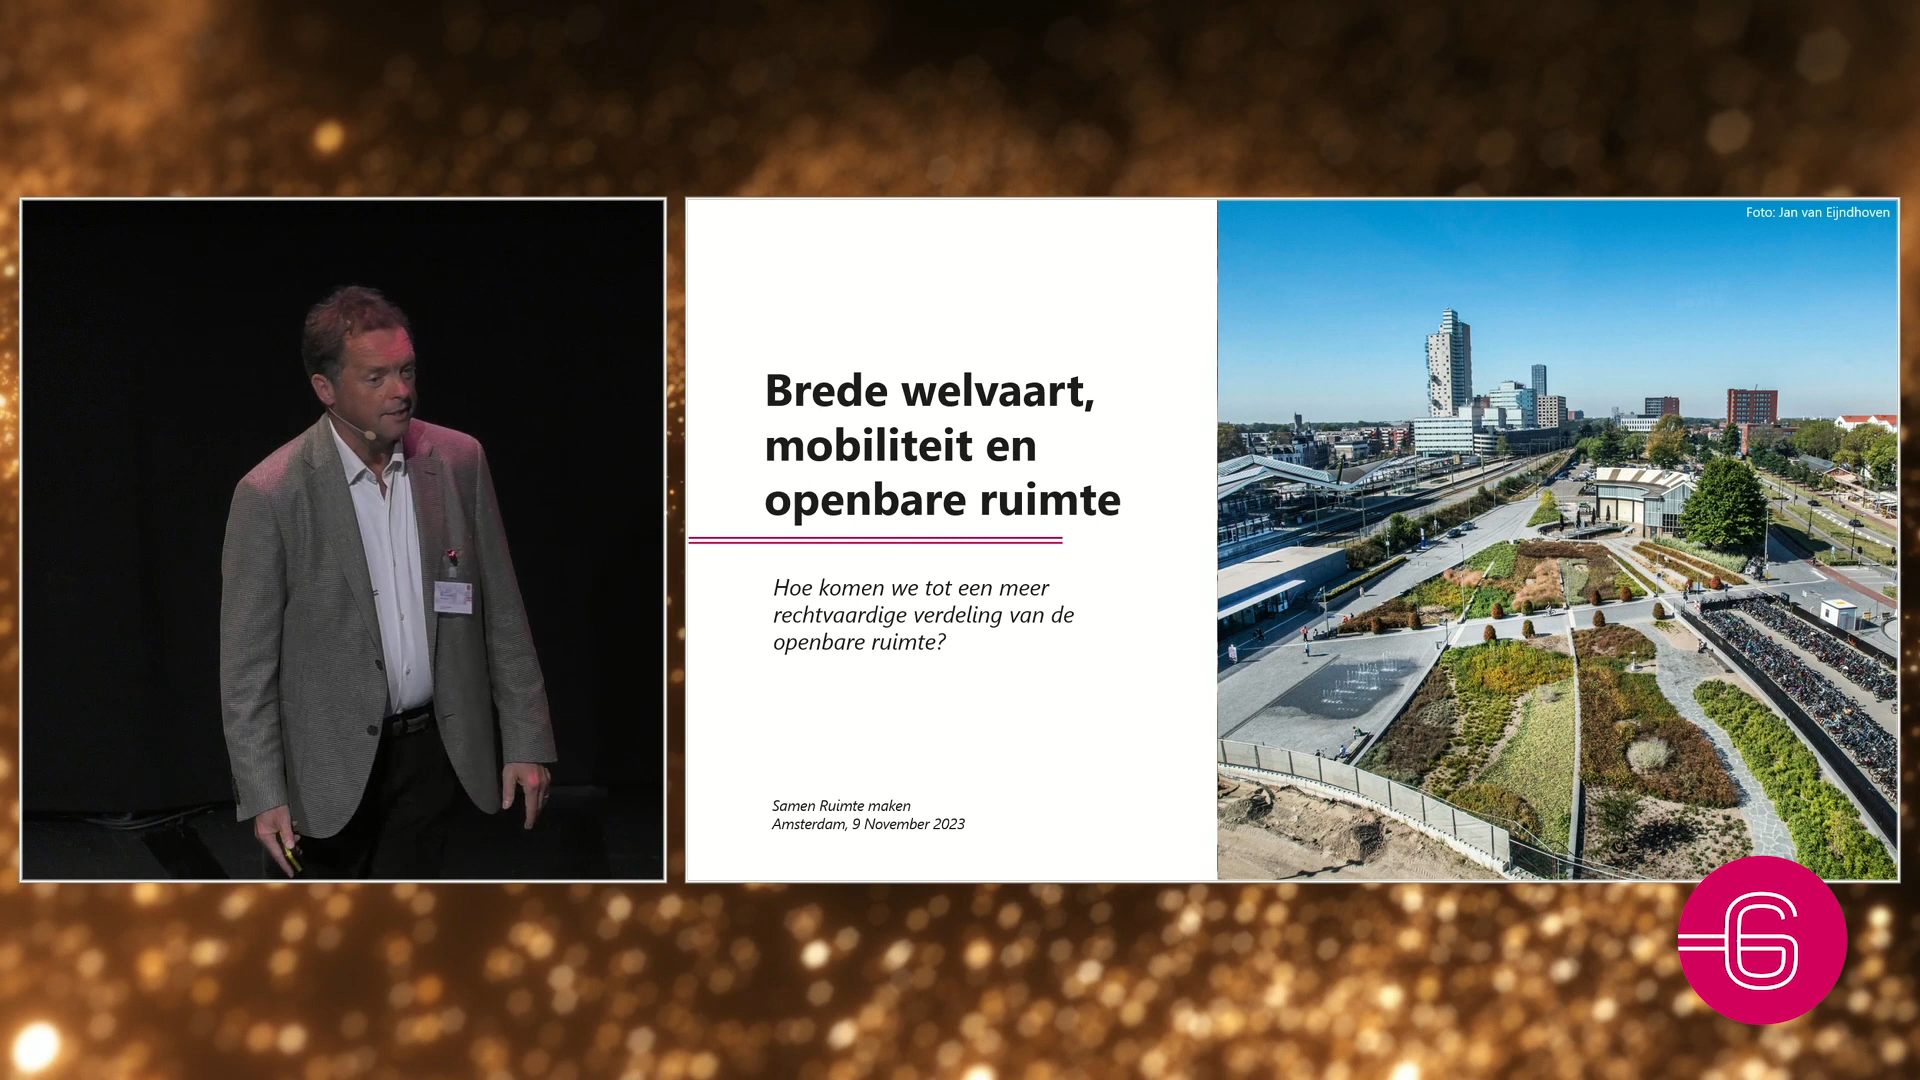 Foto: Jan van Eijndhoven
Brede welvaart,
mobiliteit en
openbare ruimte
Hoe komen we tot een meer
rechtvaardige verdeling van de
openbare ruimte?
Samen Ruimte maken
Amsterdam, 9 November 2023
6